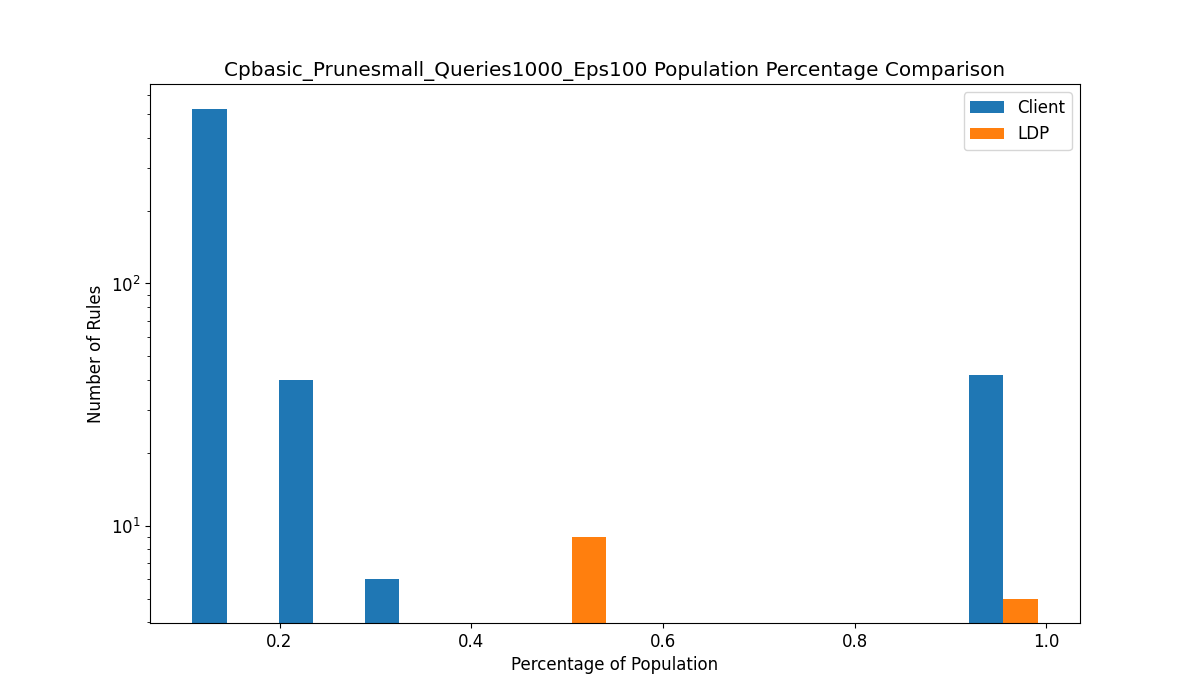 Cpbasic_Prunesmall_Queries1000_Eps100 Population Percentage Comparison
Client
LDP
Number of Rules
10²
10¹
0.2 0.4 0.6 0.8 1.0
Percentage of Population